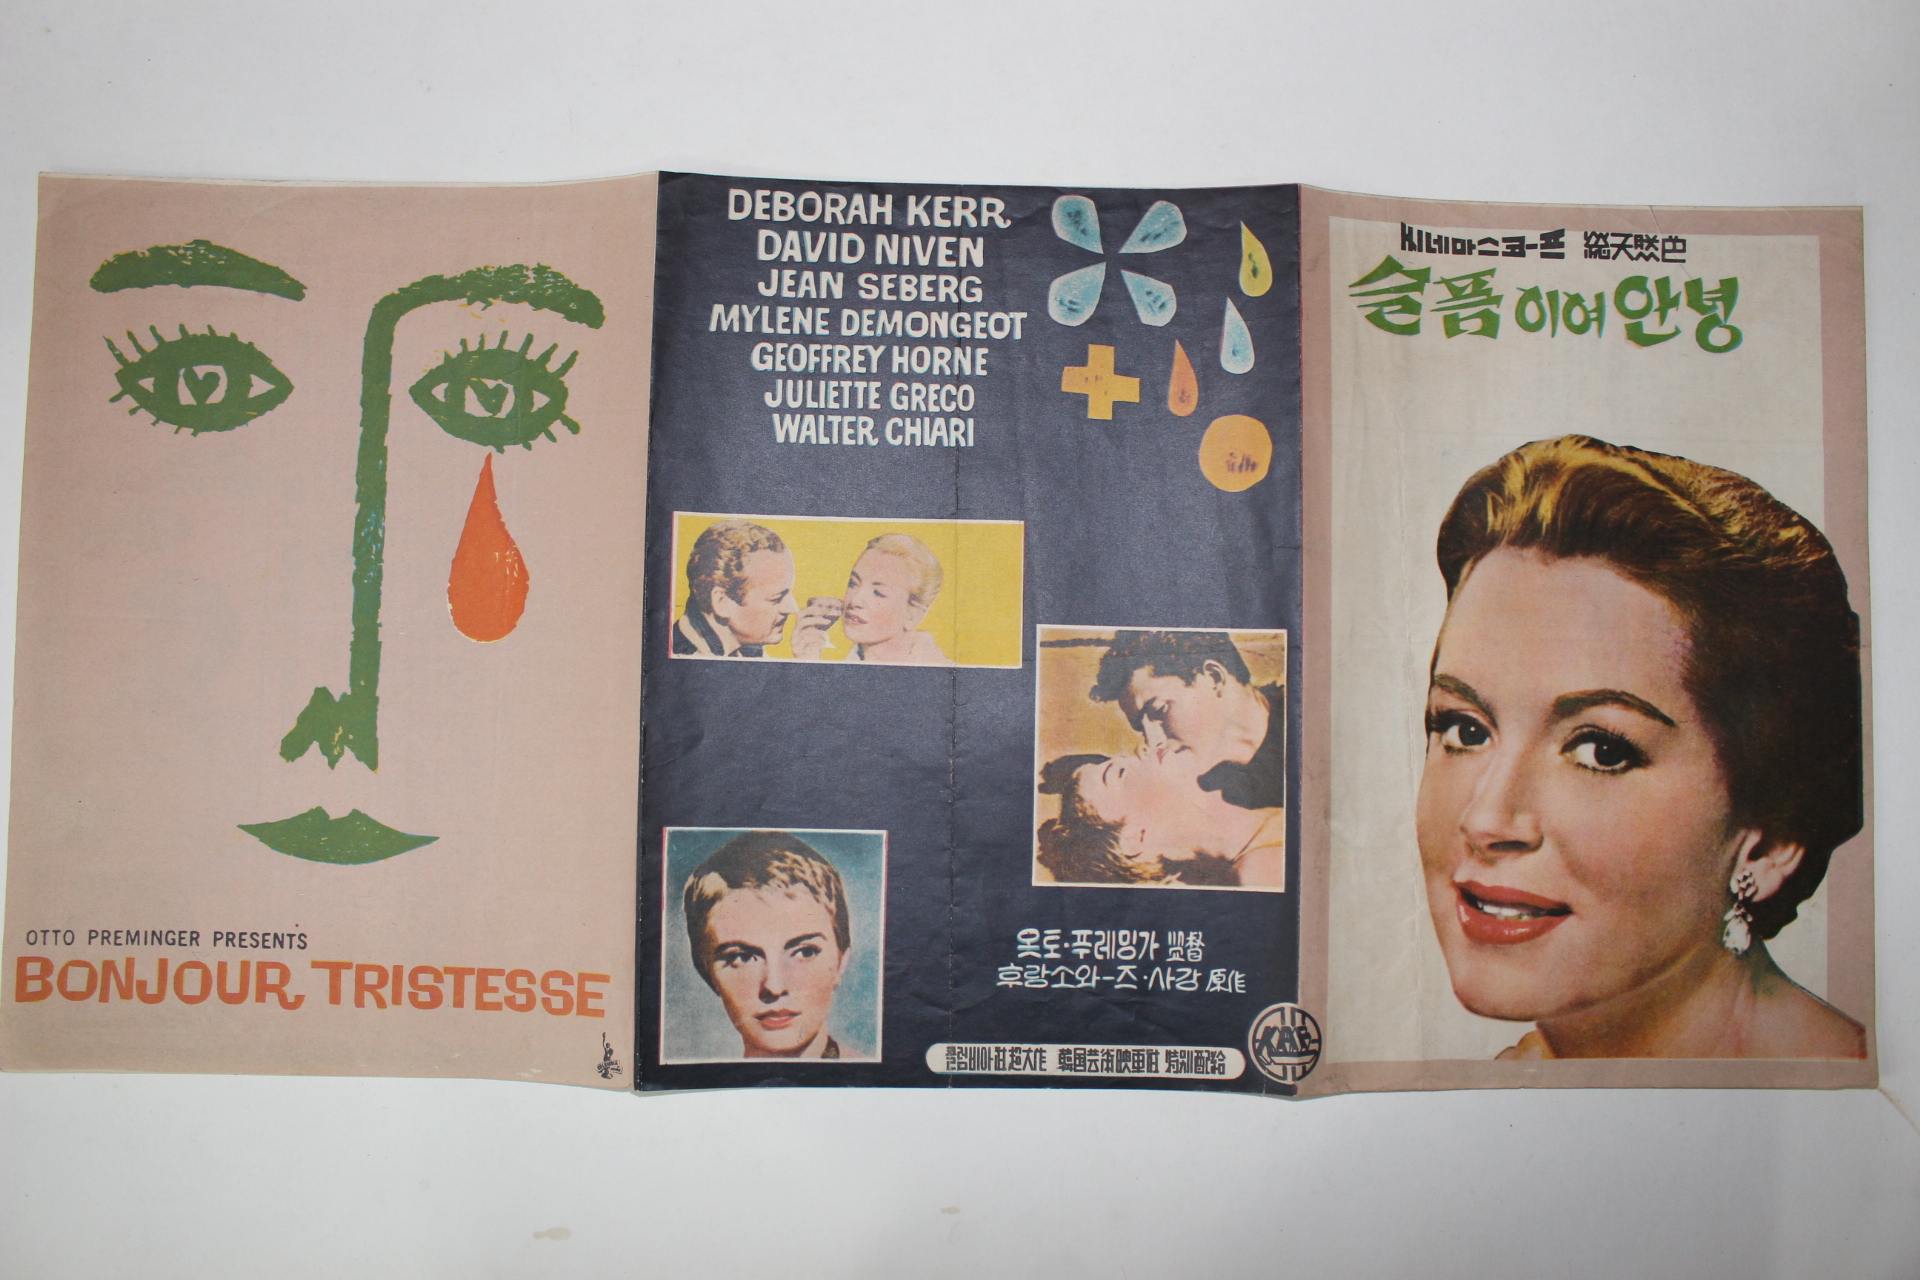 OTTO PREMINGER PRESENTS
BONJOUR TRISTESSE
DEBORAH KERR
DAVID NIVEN
JEAN SEBERG
MYLENE DEMONGEOT
GEOFFREY HORNE
JULIETTE GRECO
WALTER CHIARI
옷토·푸레밍가 監督
후랑소와-즈·사강 原作
콜럼비아社超大作 韓国芸術映画社 特別配給
KAF
씨네마스코-프 総天然色
슬픔이여 안녕